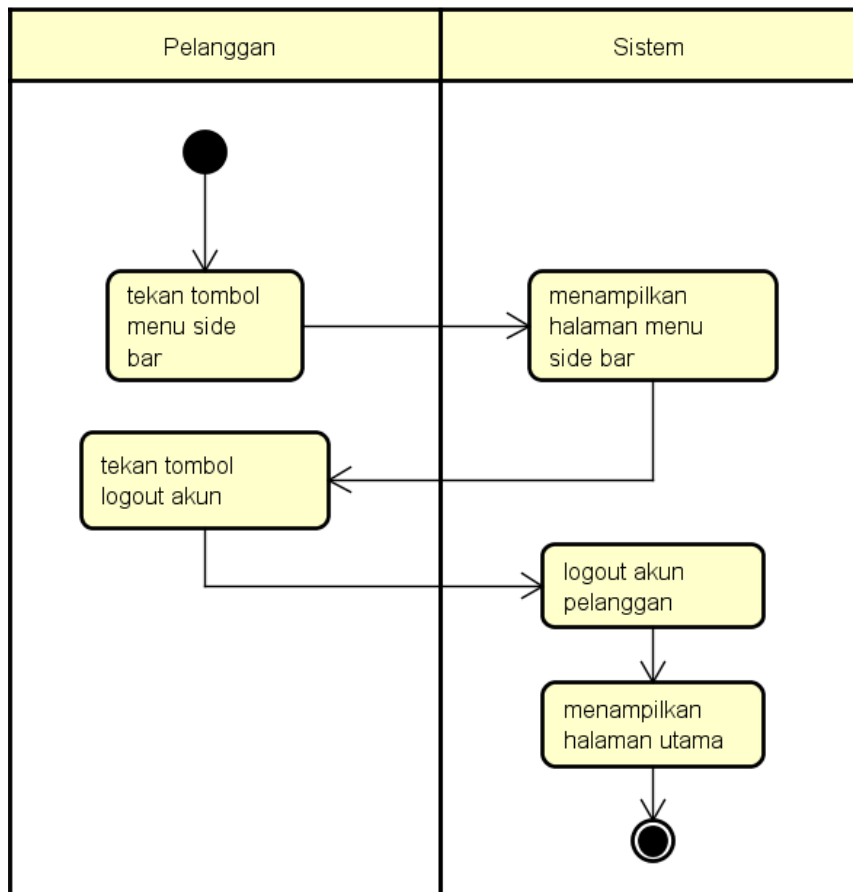 Pelanggan
Sistem
tekan tombol
menu side
bar
menampilkan
halaman menu
side bar
tekan tombol
logout akun
logout akun
pelanggan
menampilkan
halaman utama